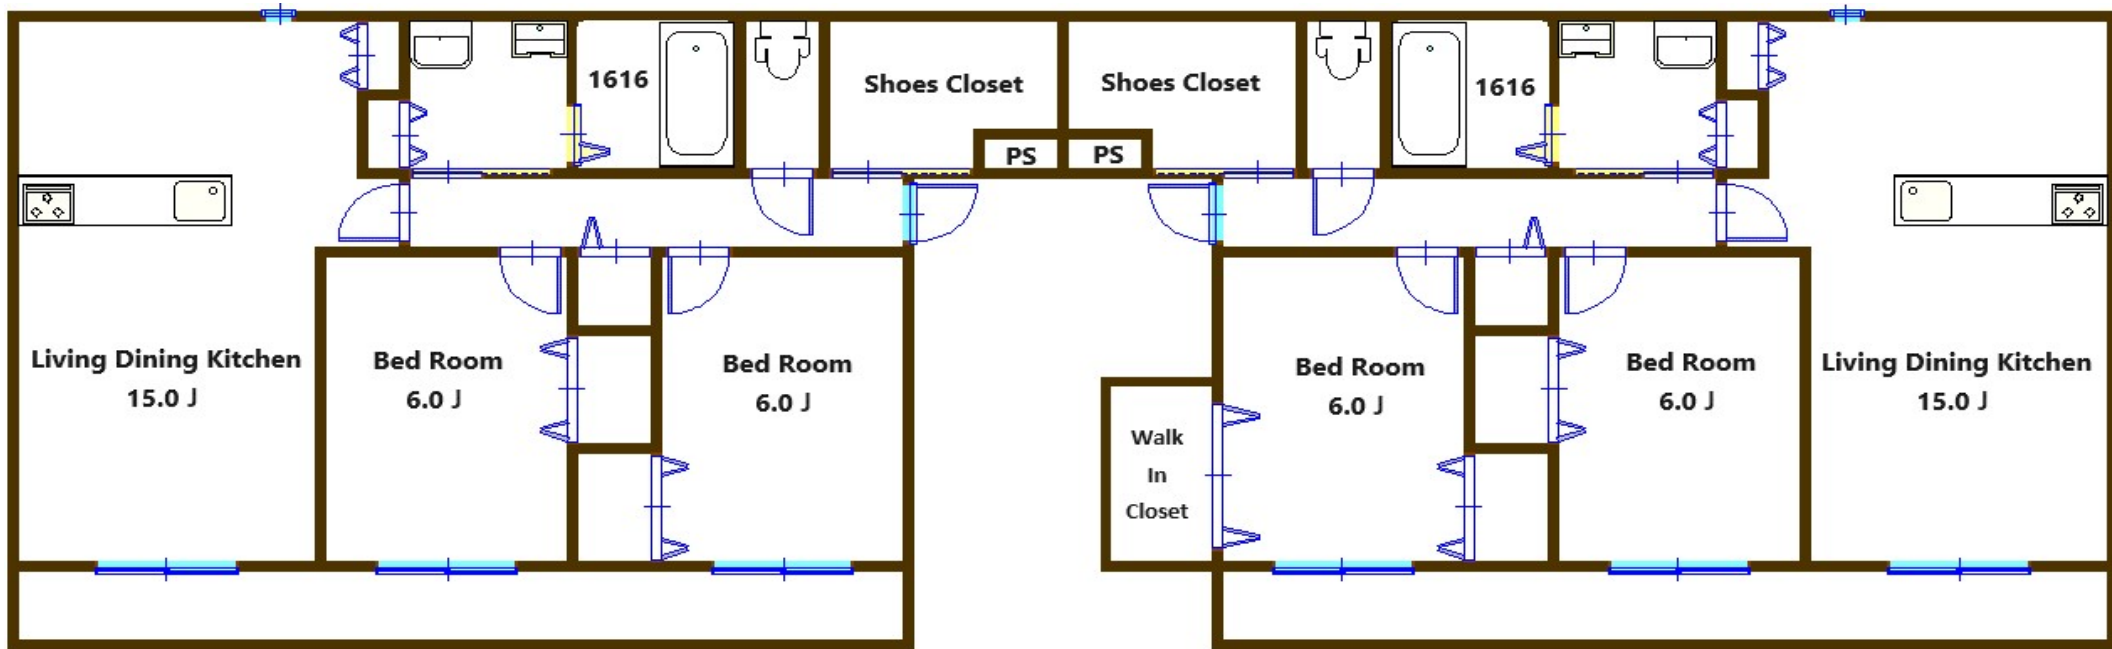 1616
Shoes Closet
Shoes Closet
1616
PS
PS
Living Dining Kitchen
15.0 J
Bed Room
6.0 J
Bed Room
6.0 J
Bed Room
6.0 J
Bed Room
6.0 J
Living Dining Kitchen
15.0 J
Walk
In
Closet